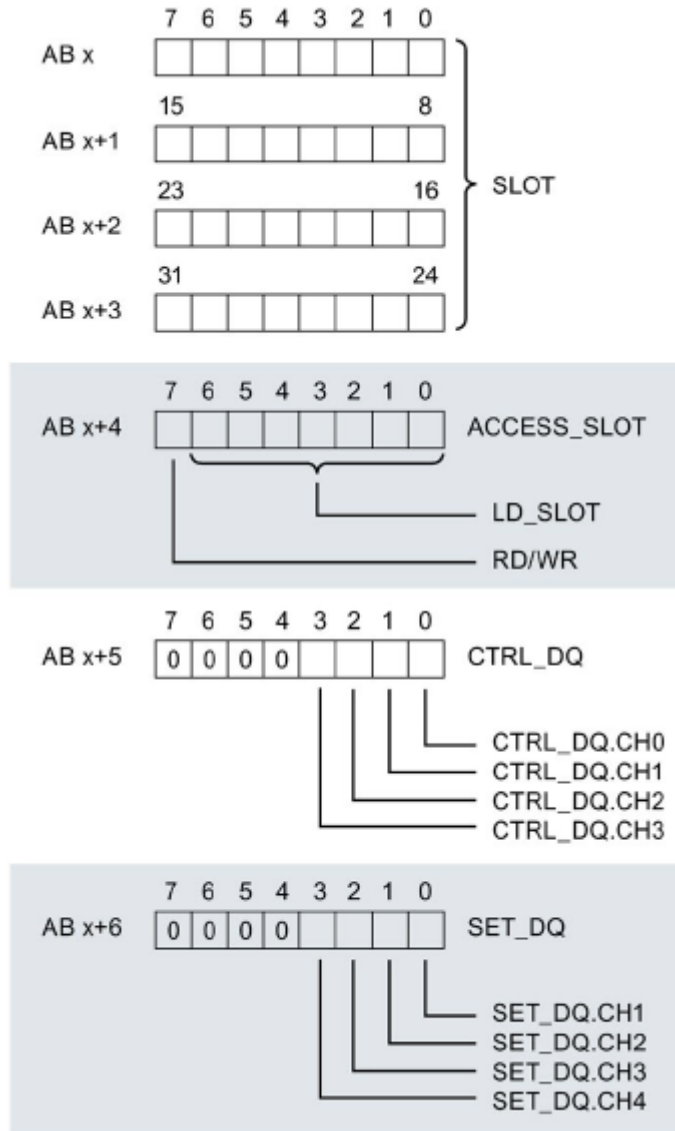 7 6 5 4 3 2 1 0
AB x
15 8
AB x+1
SLOT
23 16
AB x+2
31 24
AB x+3
7 6 5 4 3 2 1 0
AB x+4 ACCESS_SLOT
LD_SLOT
RD/WR
7 6 5 4 3 2 1 0
AB x+5 0 0 0 0 CTRL_DQ
CTRL_DQ.CH0
CTRL_DQ.CH1
CTRL_DQ.CH2
CTRL_DQ.CH3
7 6 5 4 3 2 1 0
AB x+6 0 0 0 0 SET_DQ
SET_DQ.CH1
SET_DQ.CH2
SET_DQ.CH3
SET_DQ.CH4